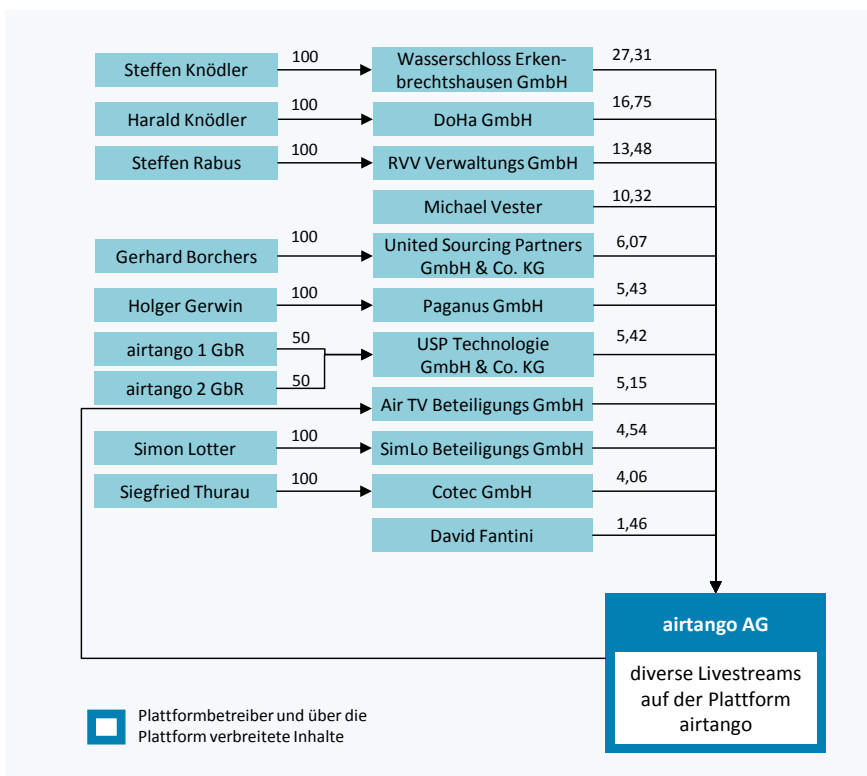 Steffen Knödler
100
Wasserschloss Erken-
brechtshausen GmbH
27,31
Harald Knödler
100
DoHa GmbH
16,75
Steffen Rabus
100
RVV Verwaltungs GmbH
13,48
Michael Vester
10,32
Gerhard Borchers
100
United Sourcing Partners
GmbH & Co. KG
6,07
Holger Gerwin
100
Paganus GmbH
5,43
airtango 1 GbR
50
airtango 2 GbR
50
USP Technologie
GmbH & Co. KG
5,42
Air TV Beteiligungs GmbH
5,15
Simon Lotter
100
SimLo Beteiligungs GmbH
4,54
Siegfried Thurau
100
Cotec GmbH
4,06
David Fantini
1,46
airtango AG
diverse Livestreams
auf der Plattform
airtango
Plattformbetreiber und über die
Plattform verbreitete Inhalte